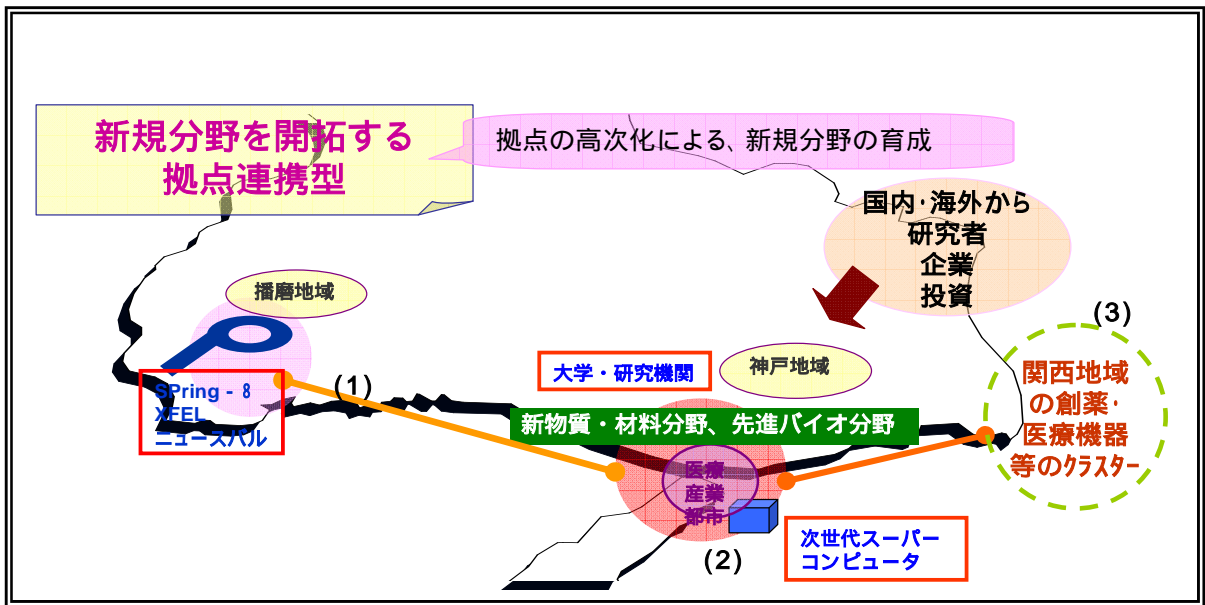 新規分野を開拓する
拠点連携型
拠点の高次化による、新規分野の育成
国内・海外から
研究者
企業
投資
播磨地域
(3)
SPring - 8
XFEL
ニュースバル
(1)
大学・研究機関
神戸地域
関西地域
の創薬・
医療機器
等のクラスター
新物質・材料分野、先進バイオ分野
医療
産業
都市
(2)
次世代スーパー
コンピュータ